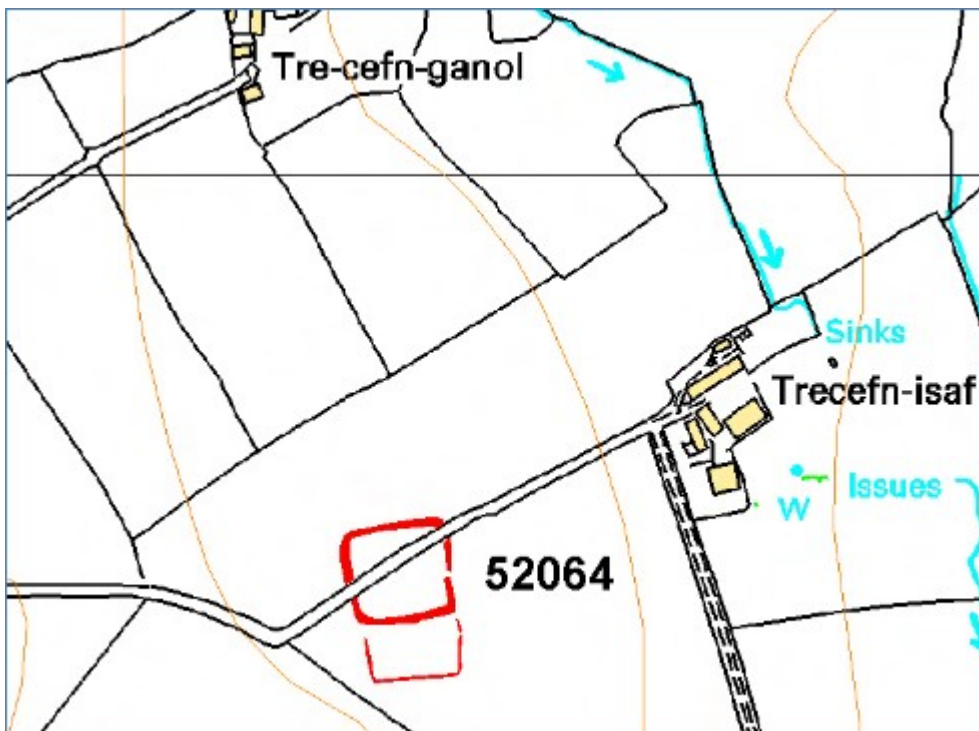 Tre-cefn-ganol
Sinks
Trecefn-isaf
Issues
W
52064